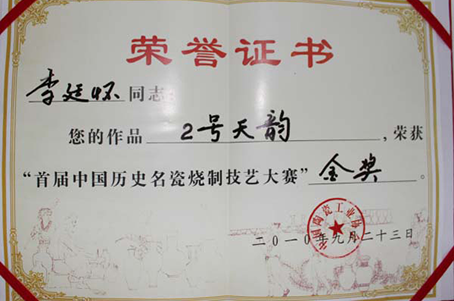 荣誉证书
李廷怀同志:
您的作品 2号天韵 ,荣获
“首届中国历史名瓷烧制技艺大赛” 金奖 。
二〇一〇年九月二十三日